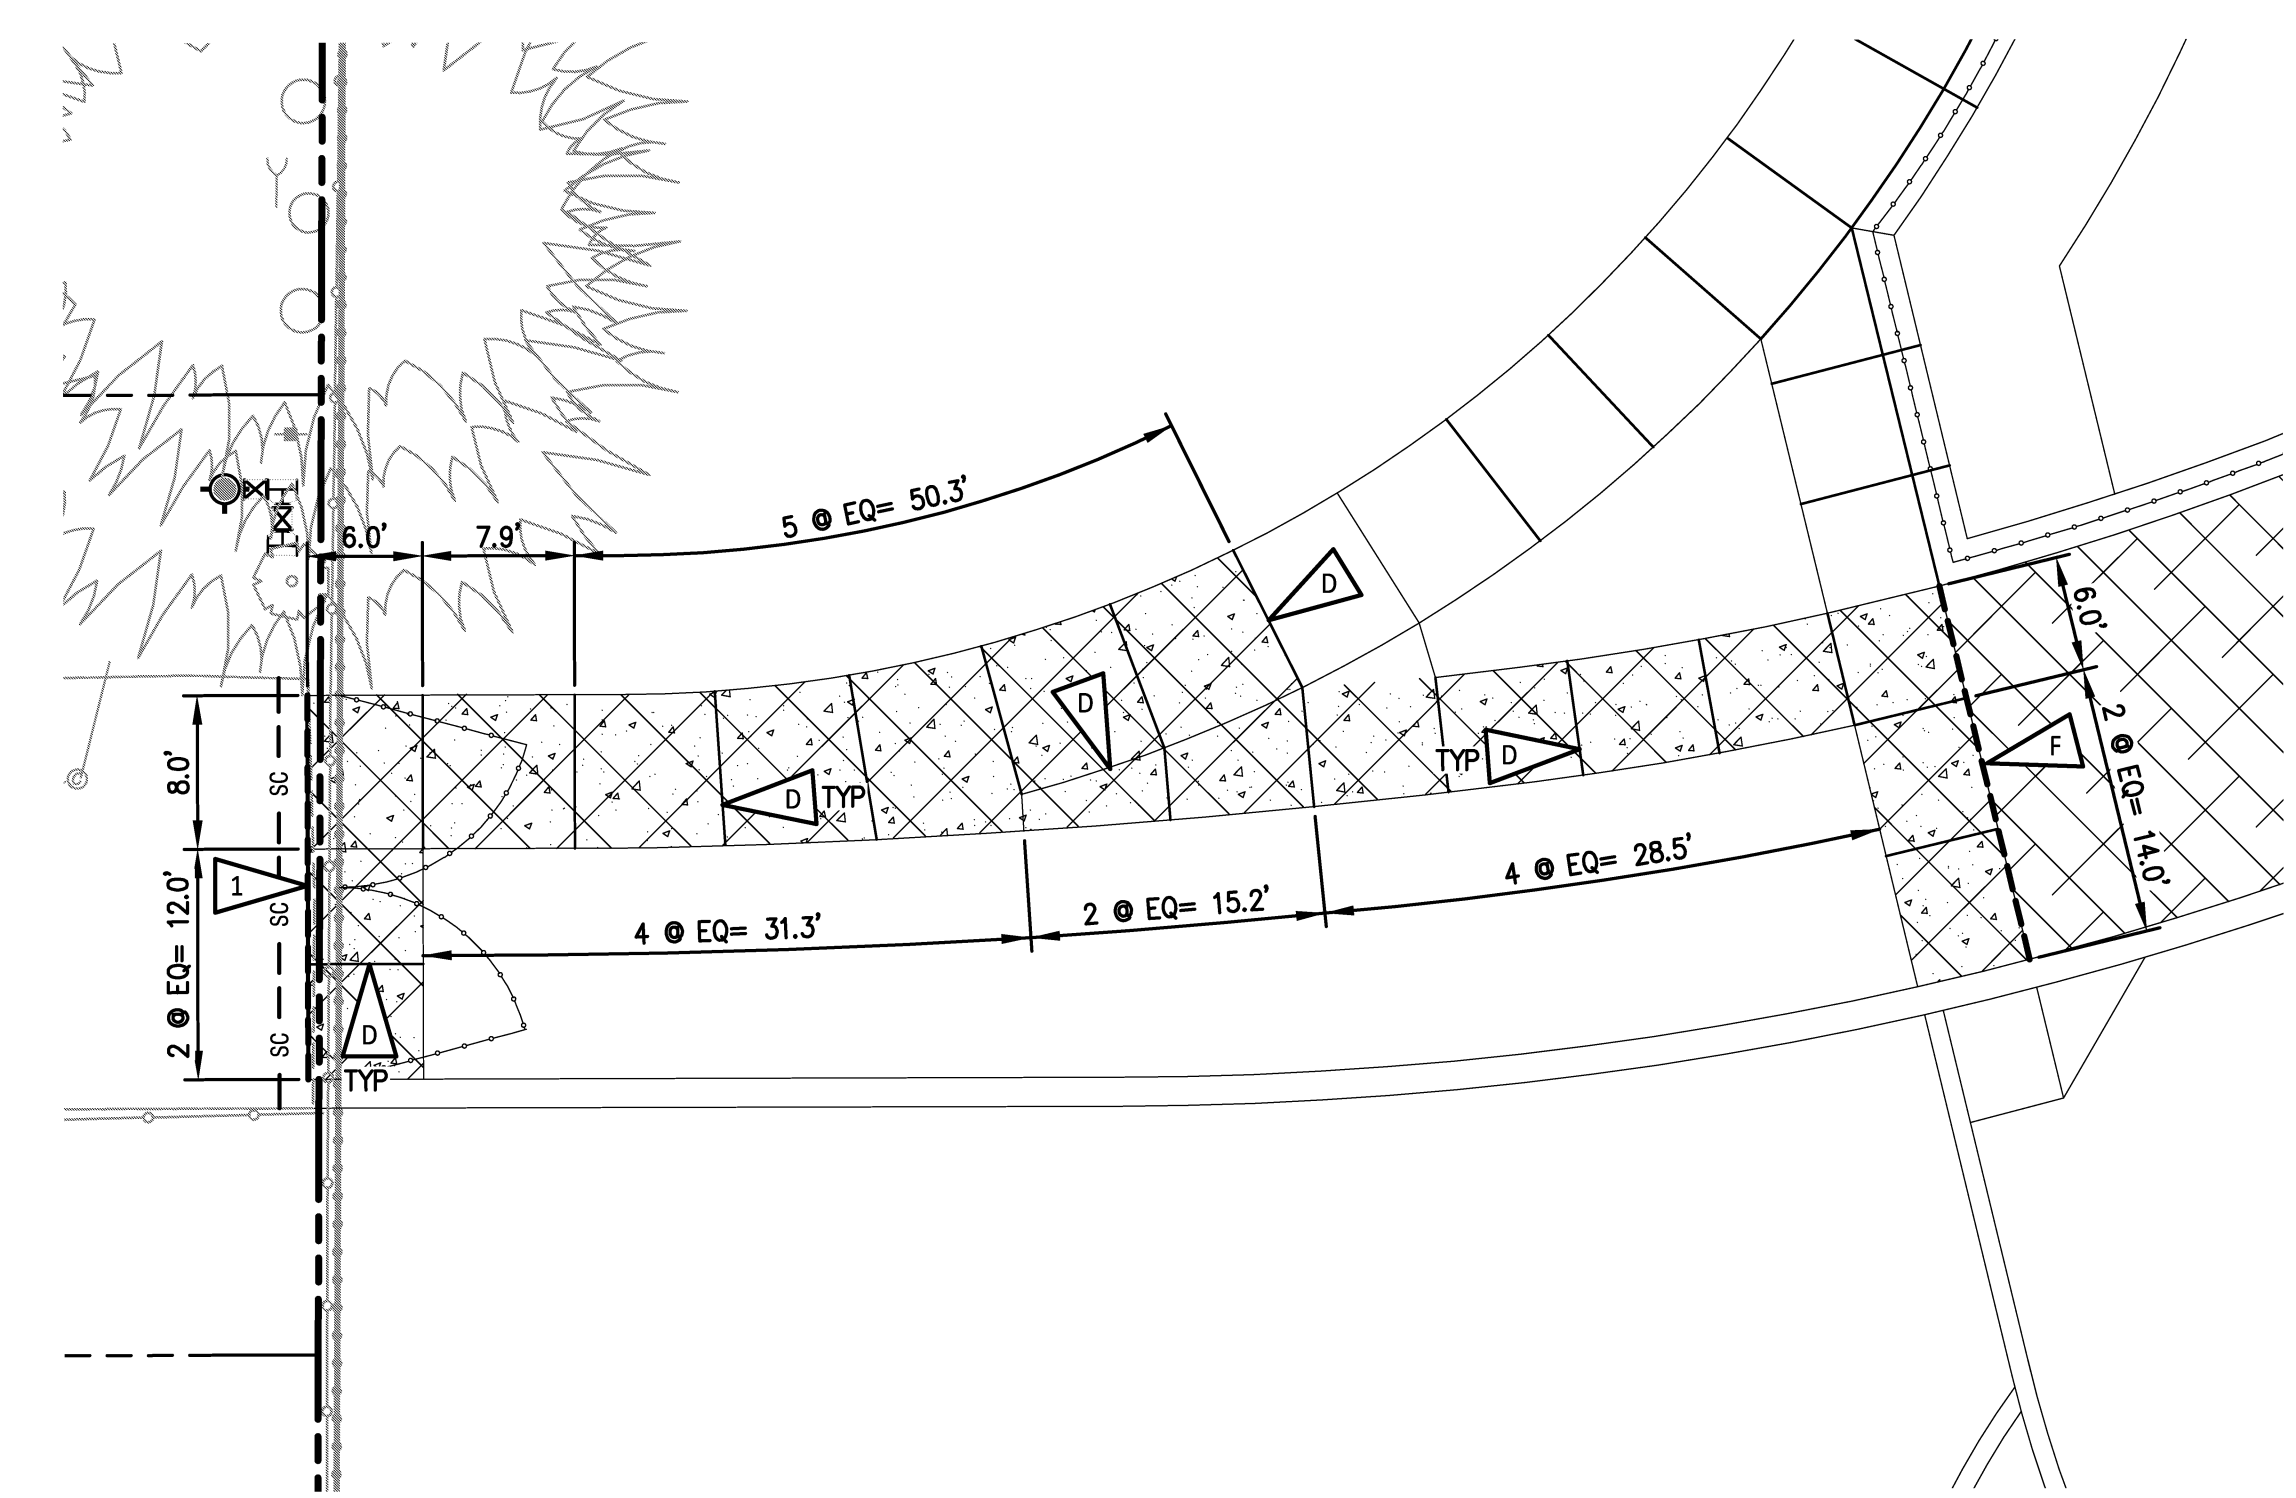 5 @ EQ= 50.3'
6.0'
7.9'
D
6.0'
D
2 @ EQ= 14.0'
F
TYP
D
8.0'
SC
D
TYP
4 @ EQ= 28.5'
1
2 @ EQ= 12.0'
SC
2 @ EQ= 15.2'
4 @ EQ= 31.3'
SC
D
TYP